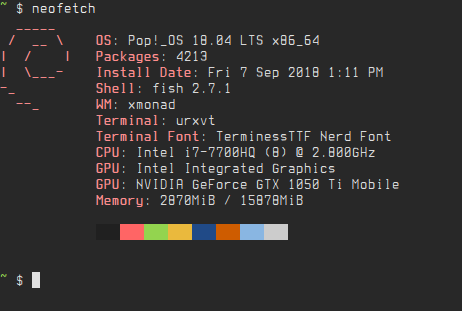 ~ $ neofetch
OS: Pop!_OS 18.04 LTS x86_64
Packages: 4213
Install Date: Fri 7 Sep 2018 1:11 PM
Shell: fish 2.7.1
WM: xmonad
Terminal: urxvt
Terminal Font: TerminessTTF Nerd Font
CPU: Intel i7-7700HQ (8) @ 2.800GHz
GPU: Intel Integrated Graphics
GPU: NVIDIA GeForce GTX 1050 Ti Mobile
Memory: 2870MiB / 15878MiB
~ $